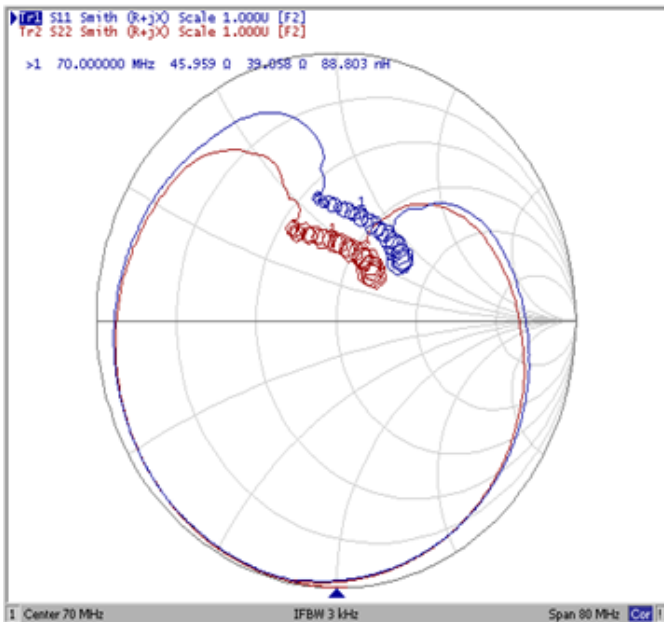 Tr1 S11 Smith (R+jX) Scale 1.000U [F2]
Tr2 S22 Smith (R+jX) Scale 1.000U [F2]
>1 70.000000 MHz 45.959 Ω 39.058 Ω 88.803 nH
1
1
1 Center 70 MHz IFBW 3 kHz Span 80 MHz Cor !